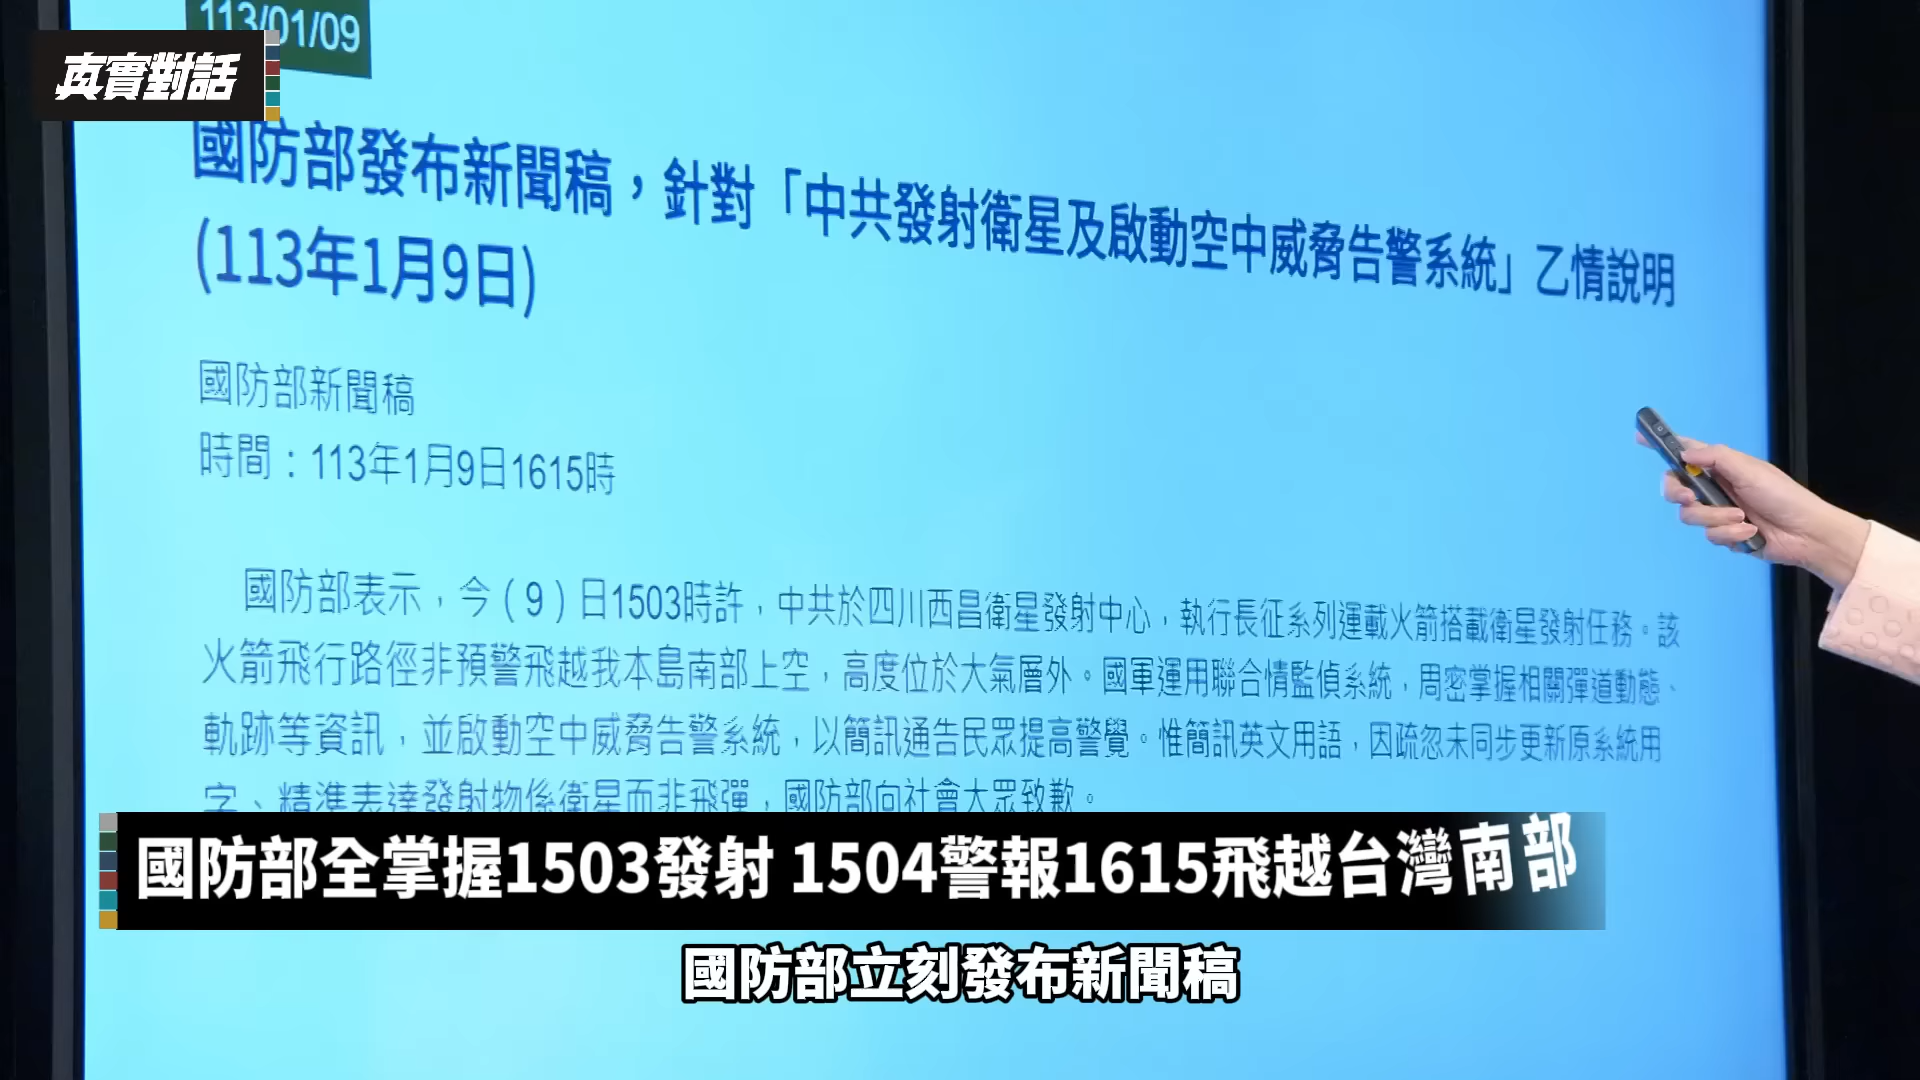 113/01/09
真實對話
國防部發布新聞稿，針對「中共發射衛星及啟動空中威脅告警系統」乙情說明
(113年1月9日)
國防部新聞稿
時間：113年1月9日1615時
國防部表示，今（9）日1503時許，中共於四川西昌衛星發射中心，執行長征系列運載火箭搭載衛星發射任務。該
火箭飛行路徑非預警飛越我本島南部上空，高度位於大氣層外。國軍運用聯合情監偵系統，周密掌握相關彈道動態、
軌跡等資訊，並啟動空中威脅告警系統，以簡訊通告民眾提高警覺。惟簡訊英文用語，因疏忽未同步更新原系統用
字、精準表達發射物係衛星而非飛彈，國防部向社會大眾致歉。
國防部全掌握1503發射 1504警報1615飛越台灣南部
國防部立刻發布新聞稿